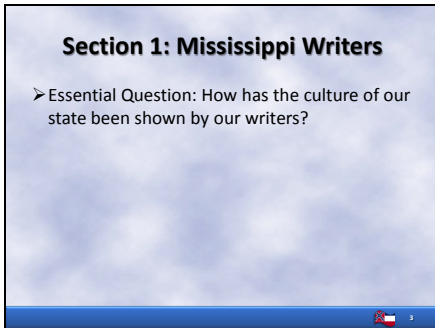 Section 1: Mississippi Writers
➢Essential Question: How has the culture of our
state been shown by our writers?
3